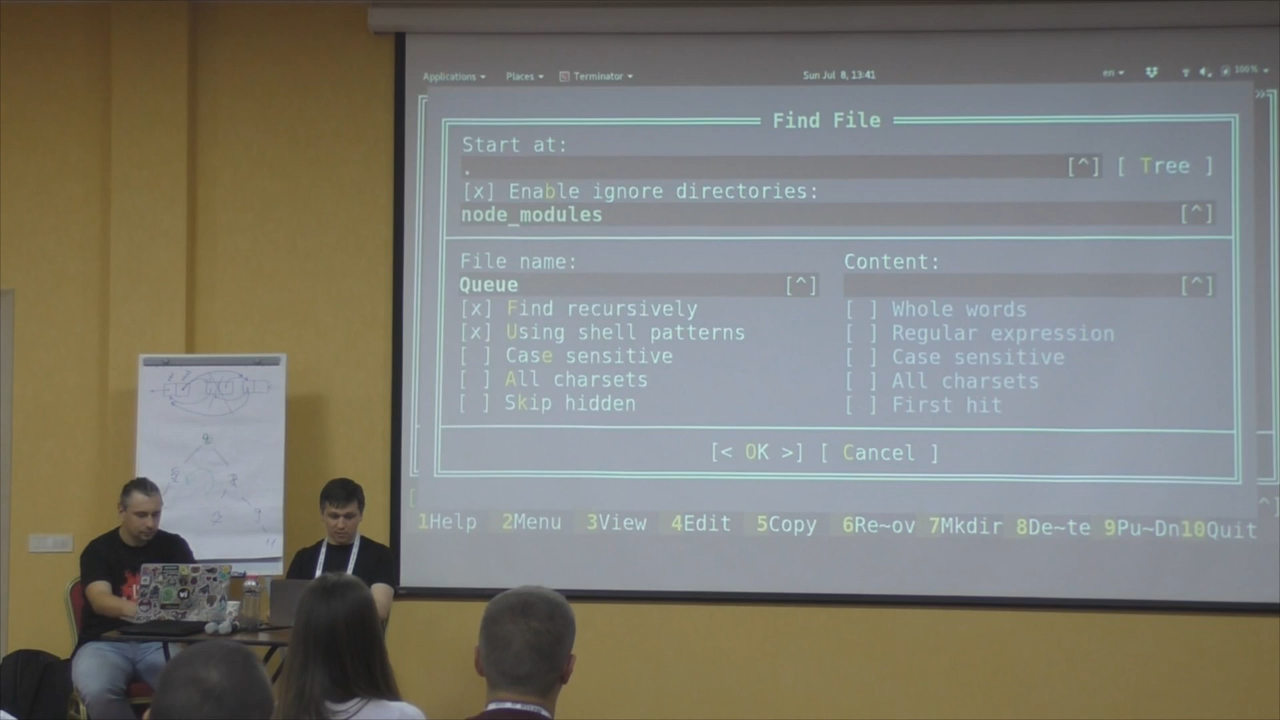 Applications Places Terminator Sun Jul 8, 13:41 en 100%
Find File
Start at:
. [^] [ Tree ]
[x] Enable ignore directories:
node_modules [^]
File name: Content:
Queue [^] [^]
[x] Find recursively [ ] Whole words
[x] Using shell patterns [ ] Regular expression
[ ] Case sensitive [ ] Case sensitive
[ ] All charsets [ ] All charsets
[ ] Skip hidden [ ] First hit
[< OK >] [ Cancel ]
1Help 2Menu 3View 4Edit 5Copy 6Re~ov 7Mkdir 8De~te 9Pu~Dn10Quit